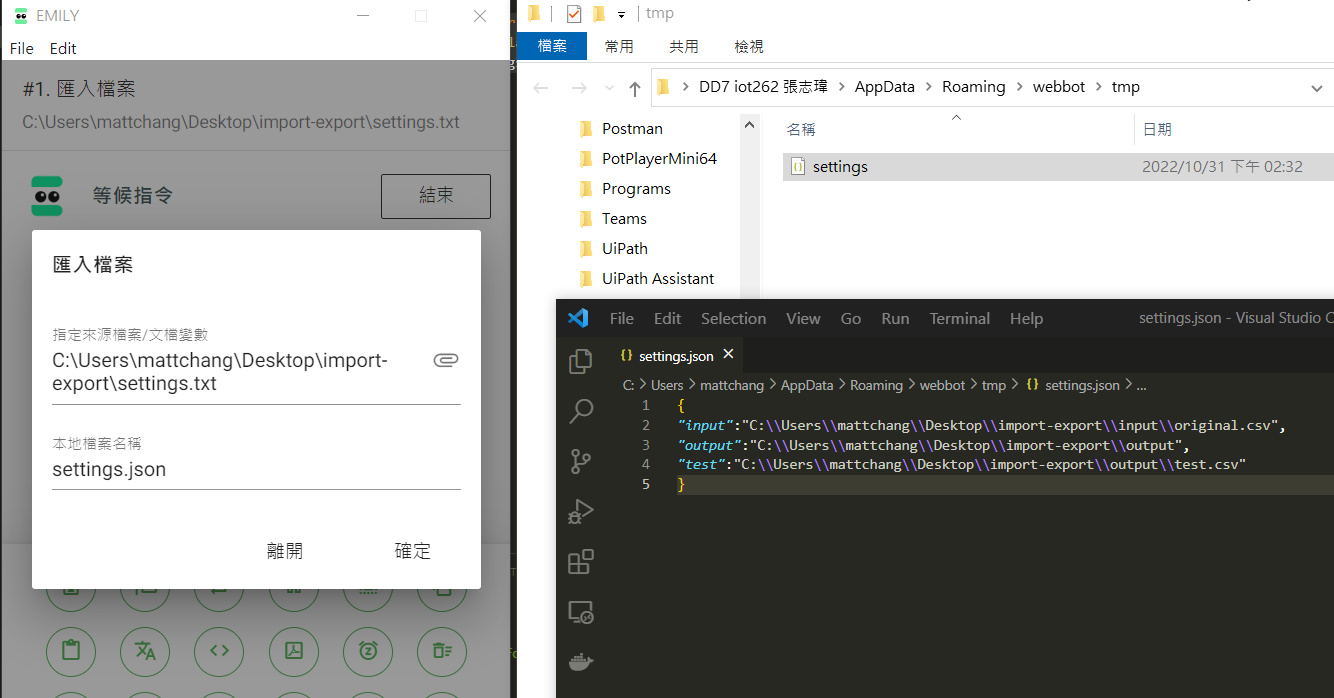 EMILY
File Edit
#1. 匯入檔案
C:\Users\mattchang\Desktop\import-export\settings.txt
等候指令
結束
匯入檔案
指定來源檔案/文檔變數
C:\Users\mattchang\Desktop\import-
export\settings.txt
本地檔案名稱
settings.json
離開 確定
tmp
檔案 常用 共用 檢視
DD7 iot262 張志瑋 > AppData > Roaming > webbot > tmp
Postman
PotPlayerMini64
Programs
Teams
UiPath
UiPath Assistant
名稱 日期
settings 2022/10/31 下午 02:32
File Edit Selection View Go Run Terminal Help settings.json - Visual Studio C
{} settings.json ×
C: > Users > mattchang > AppData > Roaming > webbot > tmp > {} settings.json > ...
1 {
2 "input":"C:\\Users\\mattchang\\Desktop\\import-export\\input\\original.csv",
3 "output":"C:\\Users\\mattchang\\Desktop\\import-export\\output",
4 "test":"C:\\Users\\mattchang\\Desktop\\import-export\\output\\test.csv"
5 }